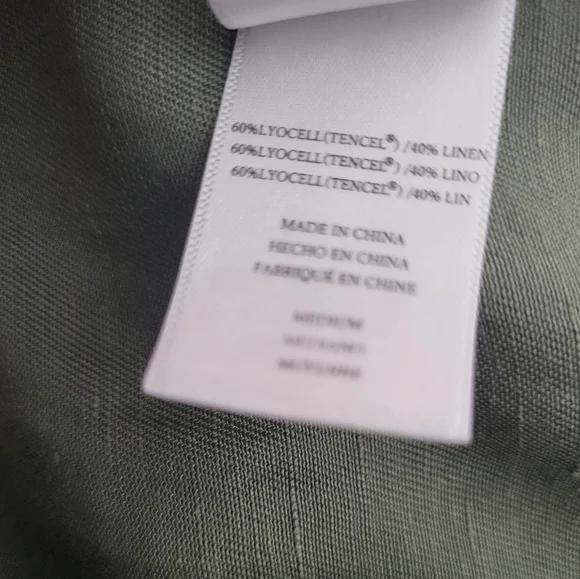 60%LYOCELL(TENCEL®) /40% LINEN
60%LYOCELL(TENCEL®) /40% LINO
60%LYOCELL(TENCEL®) /40% LIN
MADE IN CHINA
HECHO EN CHINA
FABRIQUÉ EN CHINE
MEDIUM